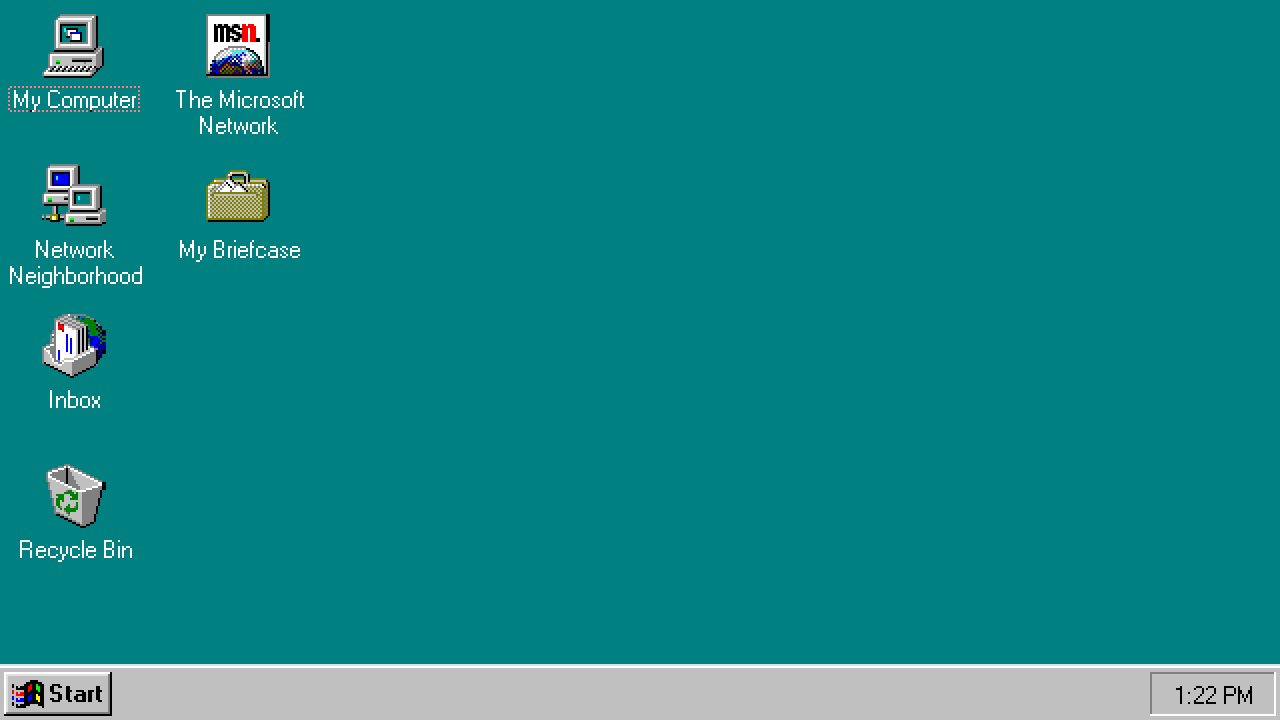 My Computer
msn.
The Microsoft
Network
Network
Neighborhood
My Briefcase
Inbox
Recycle Bin
Start
1:22 PM